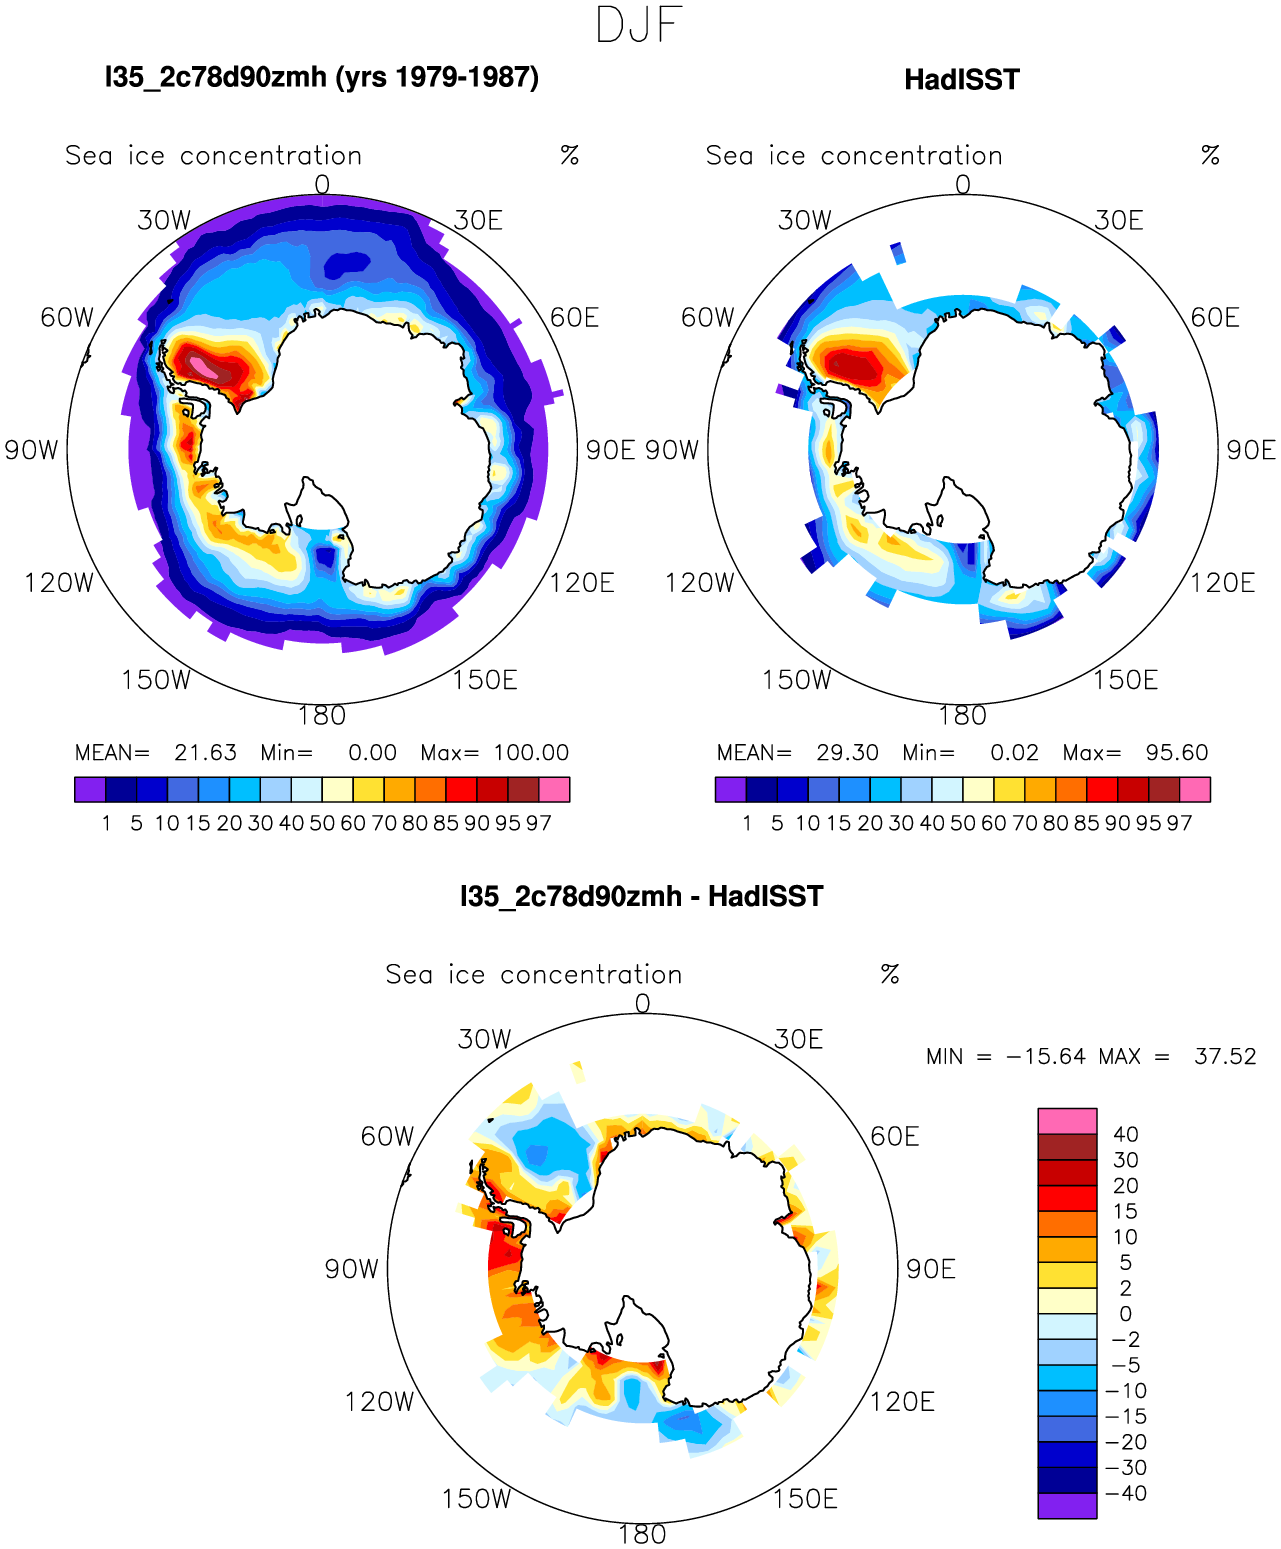 DJF
l35_2c78d90zmh (yrs 1979-1987)
HadISST
Sea ice concentration %
Sea ice concentration %
0
30W 30E
60W 60E
90W 90E
120W 120E
150W 150E
180
0
30W 30E
60W 60E
90W 90E
120W 120E
150W 150E
180
MEAN= 21.63 Min= 0.00 Max= 100.00
1 5 10 15 20 30 40 50 60 70 80 85 90 95 97
MEAN= 29.30 Min= 0.02 Max= 95.60
1 5 10 15 20 30 40 50 60 70 80 85 90 95 97
l35_2c78d90zmh - HadISST
Sea ice concentration %
0
30W 30E
60W 60E
90W 90E
120W 120E
150W 150E
180
MIN = -15.64 MAX = 37.52
40
30
20
15
10
5
2
0
-2
-5
-10
-15
-20
-30
-40